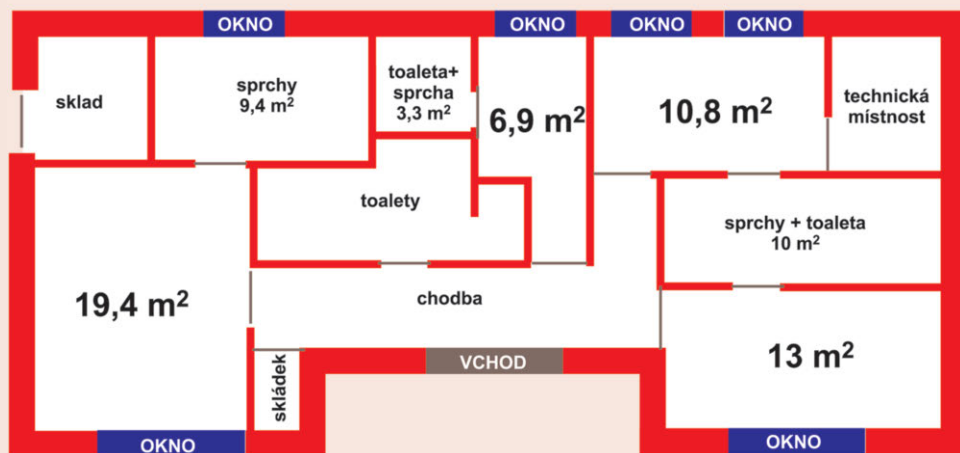 OKNO
OKNO
OKNO
OKNO
sklad
sprchy
9,4 m²
toaleta+
sprcha
3,3 m²
6,9 m²
10,8 m²
technická
místnost
toalety
sprchy + toaleta
10 m²
19,4 m²
chodba
13 m²
VCHOD
skládek
OKNO
OKNO